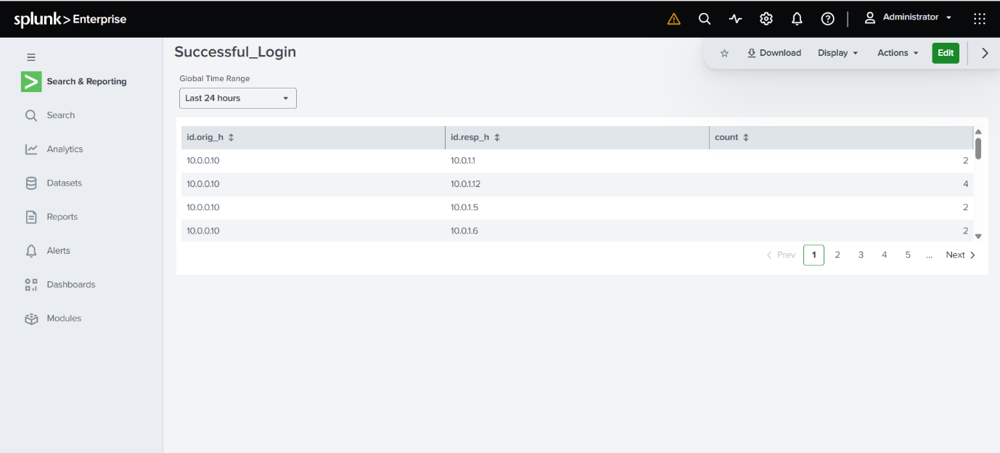 splunk> Enterprise
Administrator
Search & Reporting
Search
Analytics
Datasets
Reports
Alerts
Dashboards
Modules
Successful_Login
Download
Display
Actions
Edit
Global Time Range
Last 24 hours
id.orig_h id.resp_h count
10.0.0.10 10.0.1.1 2
10.0.0.10 10.0.1.12 4
10.0.0.10 10.0.1.5 2
10.0.0.10 10.0.1.6 2
< Prev 1 2 3 4 5 ... Next >